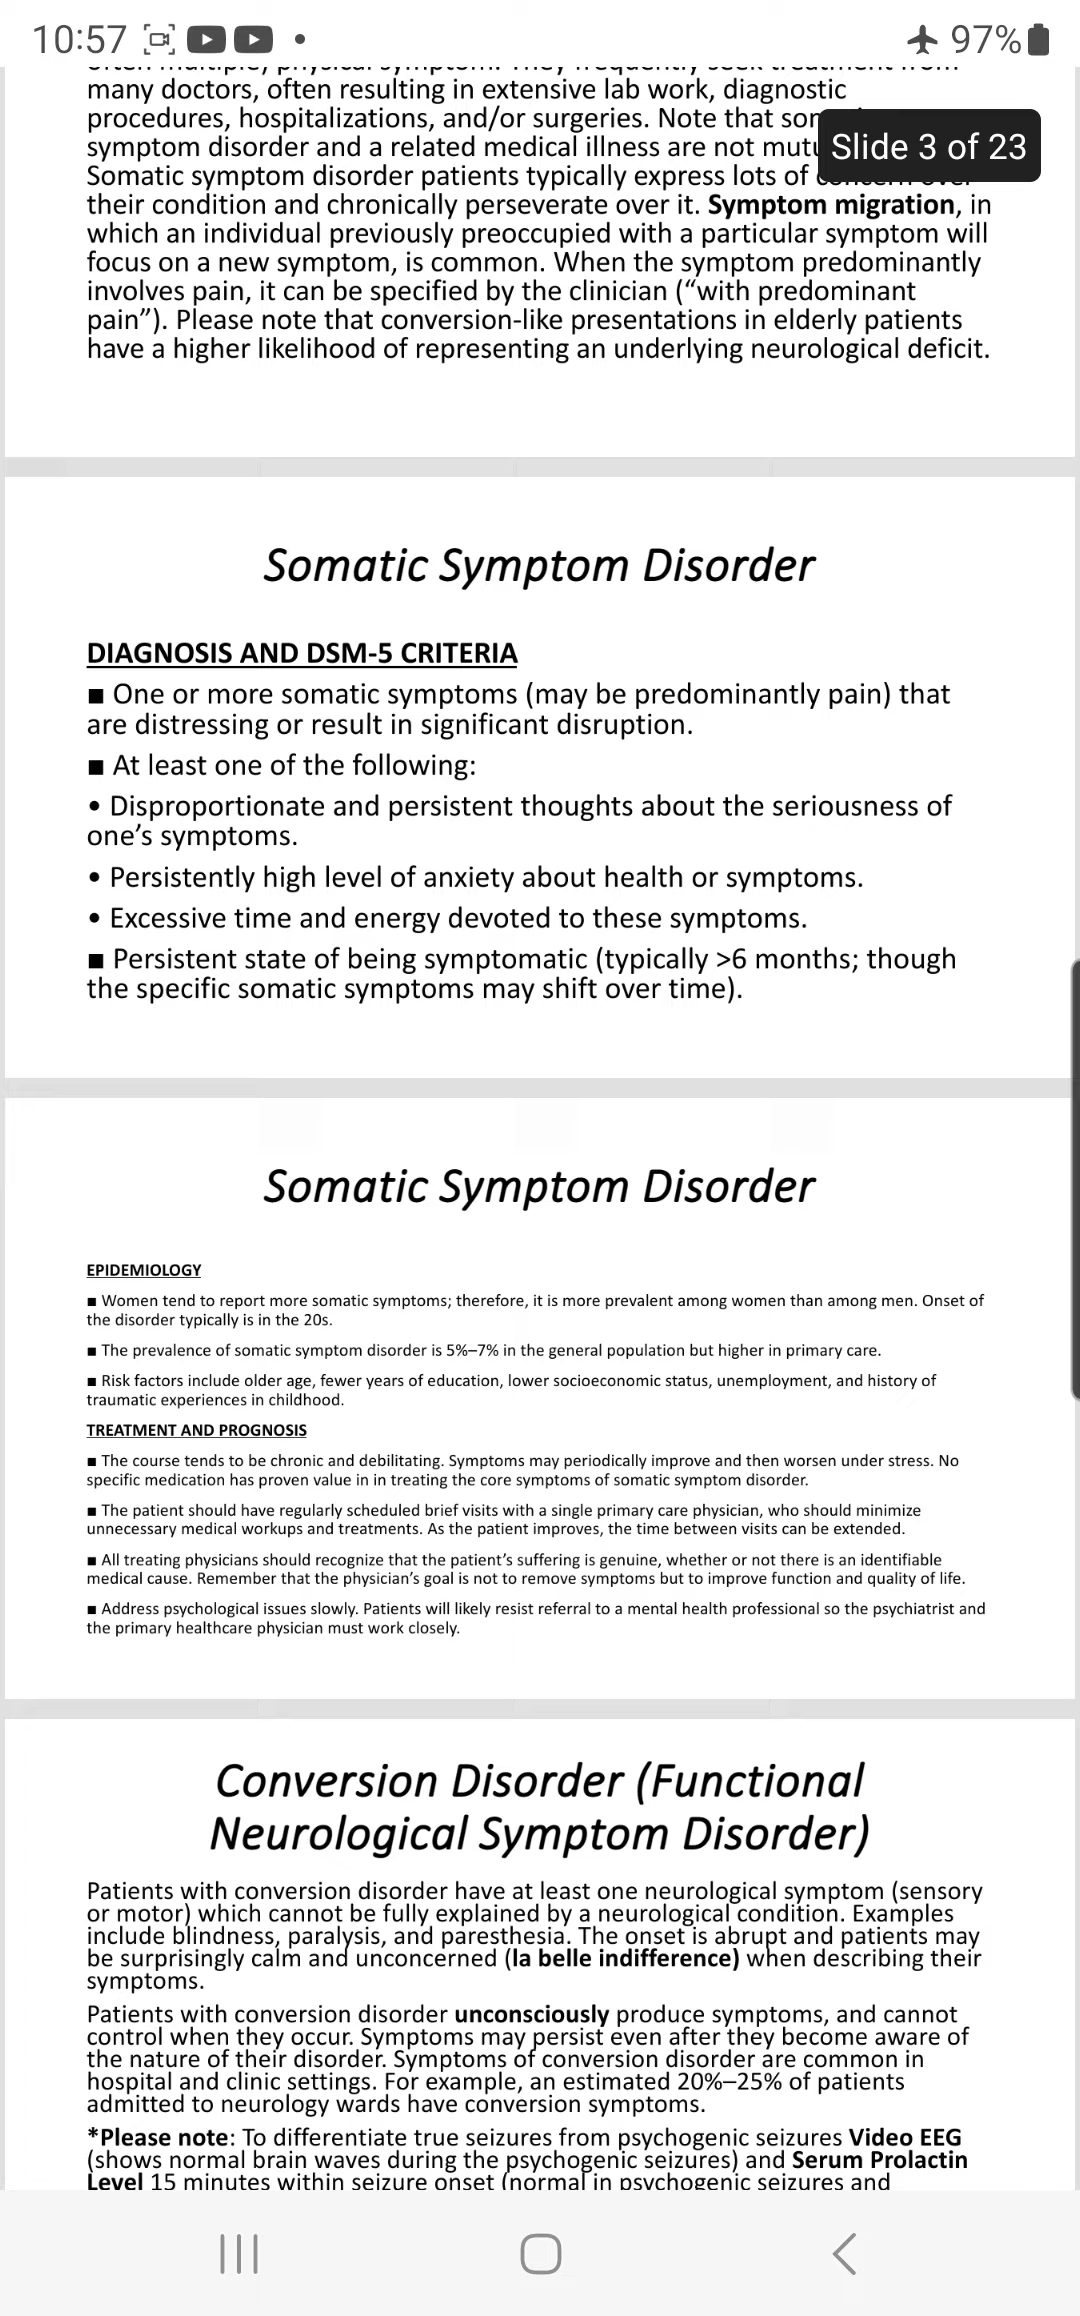 10:57
97%
many doctors, often resulting in extensive lab work, diagnostic
procedures, hospitalizations, and/or surgeries. Note that
Slide 3 of 23
symptom disorder and a related medical illness are not
Somatic symptom disorder patients typically express lots of
their condition and chronically perseverate over it. Symptom migration, in
which an individual previously preoccupied with a particular symptom will
focus on a new symptom, is common. When the symptom predominantly
involves pain, it can be specified by the clinician (“with predominant
pain”). Please note that conversion-like presentations in elderly patients
have a higher likelihood of representing an underlying neurological deficit.
Somatic Symptom Disorder
DIAGNOSIS AND DSM-5 CRITERIA
■ One or more somatic symptoms (may be predominantly pain) that
are distressing or result in significant disruption.
■ At least one of the following:
• Disproportionate and persistent thoughts about the seriousness of
one’s symptoms.
• Persistently high level of anxiety about health or symptoms.
• Excessive time and energy devoted to these symptoms.
■ Persistent state of being symptomatic (typically >6 months; though
the specific somatic symptoms may shift over time).
Somatic Symptom Disorder
EPIDEMIOLOGY
■ Women tend to report more somatic symptoms; therefore, it is more prevalent among women than among men. Onset of
the disorder typically is in the 20s.
■ The prevalence of somatic symptom disorder is 5%–7% in the general population but higher in primary care.
■ Risk factors include older age, fewer years of education, lower socioeconomic status, unemployment, and history of
traumatic experiences in childhood.
TREATMENT AND PROGNOSIS
■ The course tends to be chronic and debilitating. Symptoms may periodically improve and then worsen under stress. No
specific medication has proven value in in treating the core symptoms of somatic symptom disorder.
■ The patient should have regularly scheduled brief visits with a single primary care physician, who should minimize
unnecessary medical workups and treatments. As the patient improves, the time between visits can be extended.
■ All treating physicians should recognize that the patient’s suffering is genuine, whether or not there is an identifiable
medical cause. Remember that the physician’s goal is not to remove symptoms but to improve function and quality of life.
■ Address psychological issues slowly. Patients will likely resist referral to a mental health professional so the psychiatrist and
the primary healthcare physician must work closely.
Conversion Disorder (Functional
Neurological Symptom Disorder)
Patients with conversion disorder have at least one neurological symptom (sensory
or motor) which cannot be fully explained by a neurological condition. Examples
include blindness, paralysis, and paresthesia. The onset is abrupt and patients may
be surprisingly calm and unconcerned (la belle indifference) when describing their
symptoms.
Patients with conversion disorder unconsciously produce symptoms, and cannot
control when they occur. Symptoms may persist even after they become aware of
the nature of their disorder. Symptoms of conversion disorder are common in
hospital and clinic settings. For example, an estimated 20%–25% of patients
admitted to neurology wards have conversion symptoms.
*Please note: To differentiate true seizures from psychogenic seizures Video EEG
(shows normal brain waves during the psychogenic seizures) and Serum Prolactin
Level 15 minutes within seizure onset (normal in psychogenic seizures and